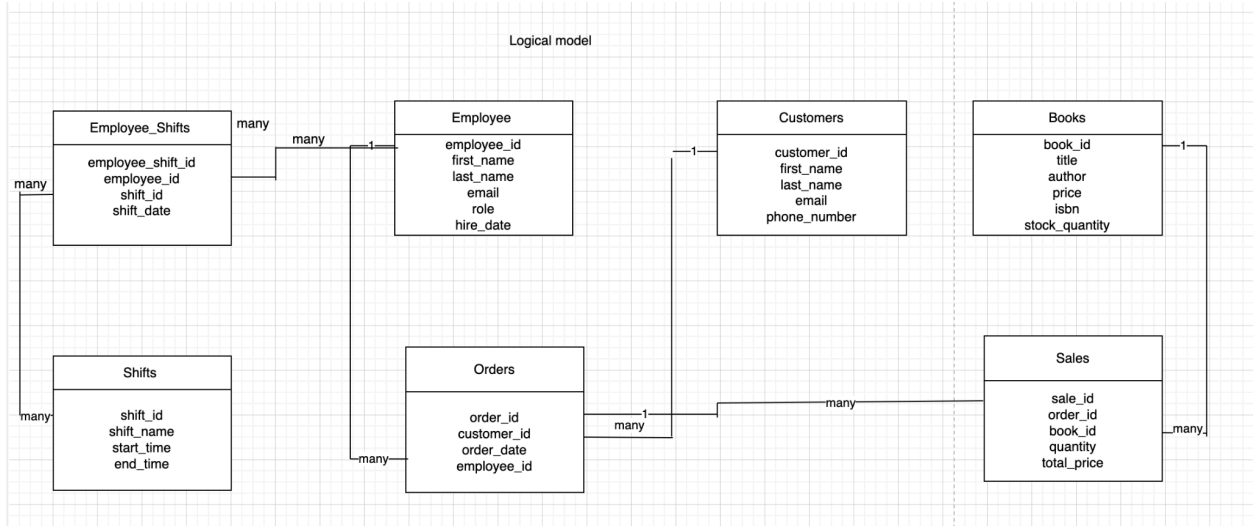 Logical model
Employee_Shifts
employee_shift_id
employee_id
shift_id
shift_date
many
many
many
Employee
employee_id
first_name
last_name
email
role
hire_date
1
Customers
customer_id
first_name
last_name
email
phone_number
1
Books
book_id
title
author
price
isbn
stock_quantity
1
Shifts
shift_id
shift_name
start_time
end_time
many
Orders
order_id
customer_id
order_date
employee_id
many
1
many
many
Sales
sale_id
order_id
book_id
quantity
total_price
many